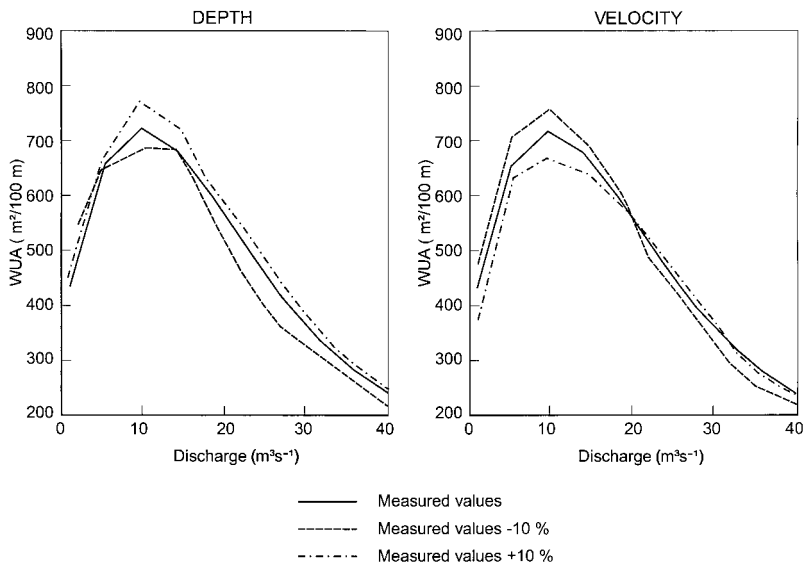 DEPTH
900
800
700
600
500
400
300
200
WUA ( m²/100 m)
0
10
20
30
40
Discharge (m³s⁻¹)
VELOCITY
900
800
700
600
500
400
300
200
WUA ( m²/100 m)
0
10
20
30
40
Discharge (m³s⁻¹)
Measured values
Measured values -10 %
Measured values +10 %